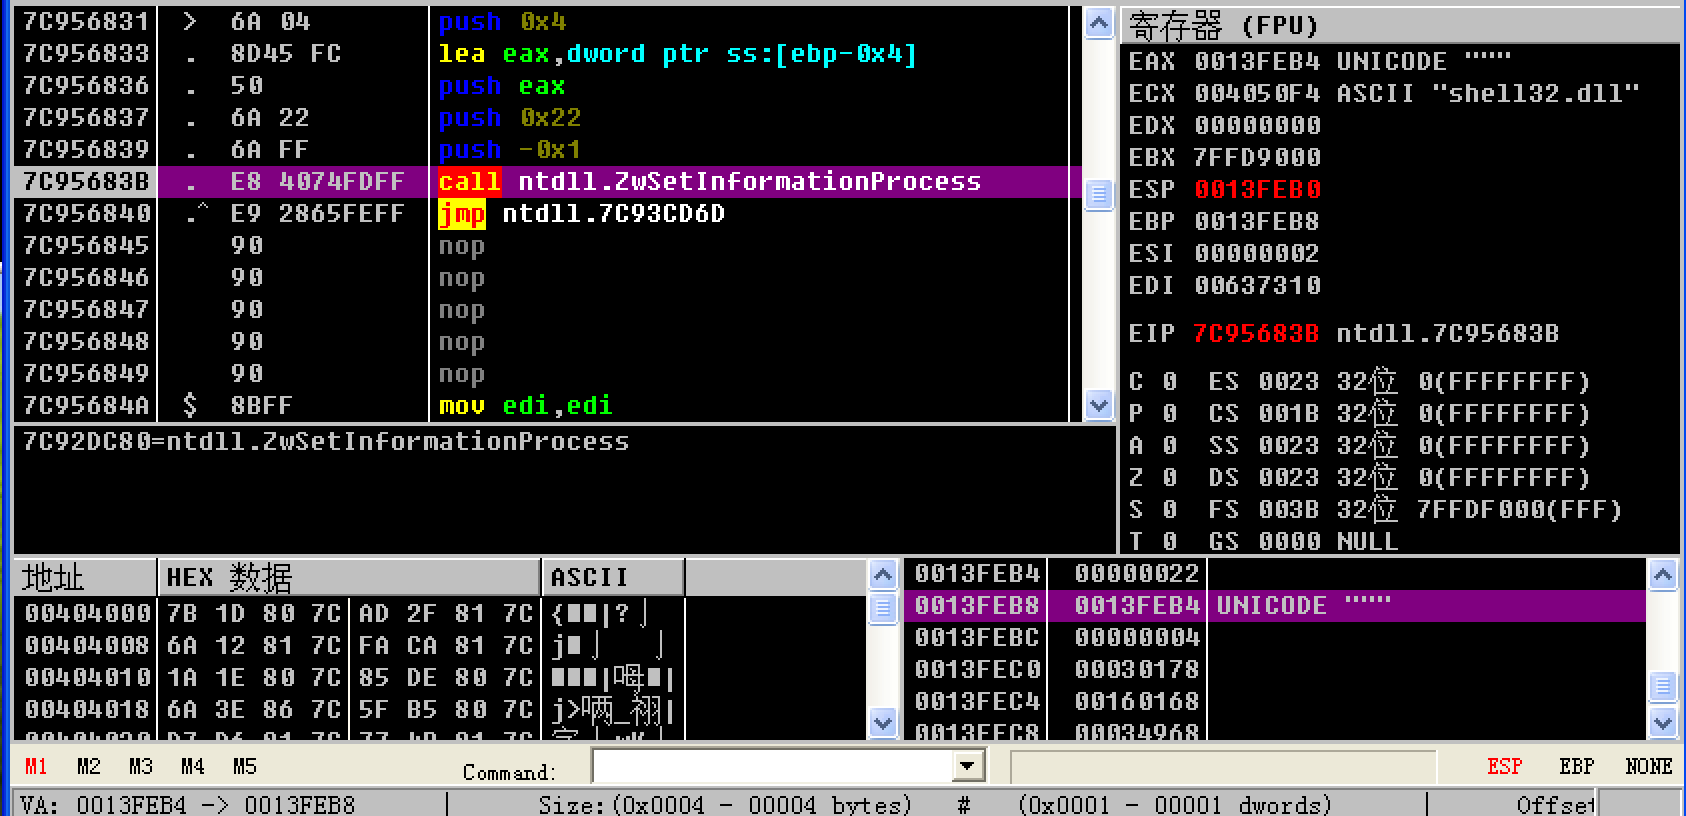 7C956831 > 6A 04 push 0x4
7C956833 . 8D45 FC lea eax,dword ptr ss:[ebp-0x4]
7C956836 . 50 push eax
7C956837 . 6A 22 push 0x22
7C956839 . 6A FF push -0x1
7C95683B . E8 4074FDFF call ntdll.ZwSetInformationProcess
7C956840 .^ E9 2865FEFF jmp ntdll.7C93CD6D
7C956845 90 nop
7C956846 90 nop
7C956847 90 nop
7C956848 90 nop
7C956849 90 nop
7C95684A $ 8BFF mov edi,edi
7C92DC80=ntdll.ZwSetInformationProcess
寄存器 (FPU)
EAX 0013FEB4 UNICODE """"
ECX 004050F4 ASCII "shell32.dll"
EDX 00000000
EBX 7FFD9000
ESP 0013FEB0
EBP 0013FEB8
ESI 00000002
EDI 00637310
EIP 7C95683B ntdll.7C95683B
C 0 ES 0023 32位 0(FFFFFFFF)
P 0 CS 001B 32位 0(FFFFFFFF)
A 0 SS 0023 32位 0(FFFFFFFF)
Z 0 DS 0023 32位 0(FFFFFFFF)
S 0 FS 003B 32位 7FFDF000(FFF)
T 0 GS 0000 NULL
地址 HEX 数据 ASCII
00404000 7B 1D 80 7C AD 2F 81 7C
00404008 6A 12 81 7C FA CA 81 7C
00404010 1A 1E 80 7C 85 DE 80 7C
00404018 6A 3E 86 7C 5F B5 80 7C
0013FEB4 00000022
0013FEB8 0013FEB4 UNICODE """"
0013FEBC 00000004
0013FEC0 00030178
0013FEC4 00160168
0013FEC8 00034968
M1 M2 M3 M4 M5 Command: ESP EBP NONE
VA: 0013FEB4 -> 0013FEB8 Size:(0x0004 - 00004 bytes) # (0x0001 - 00001 dwords) Offset